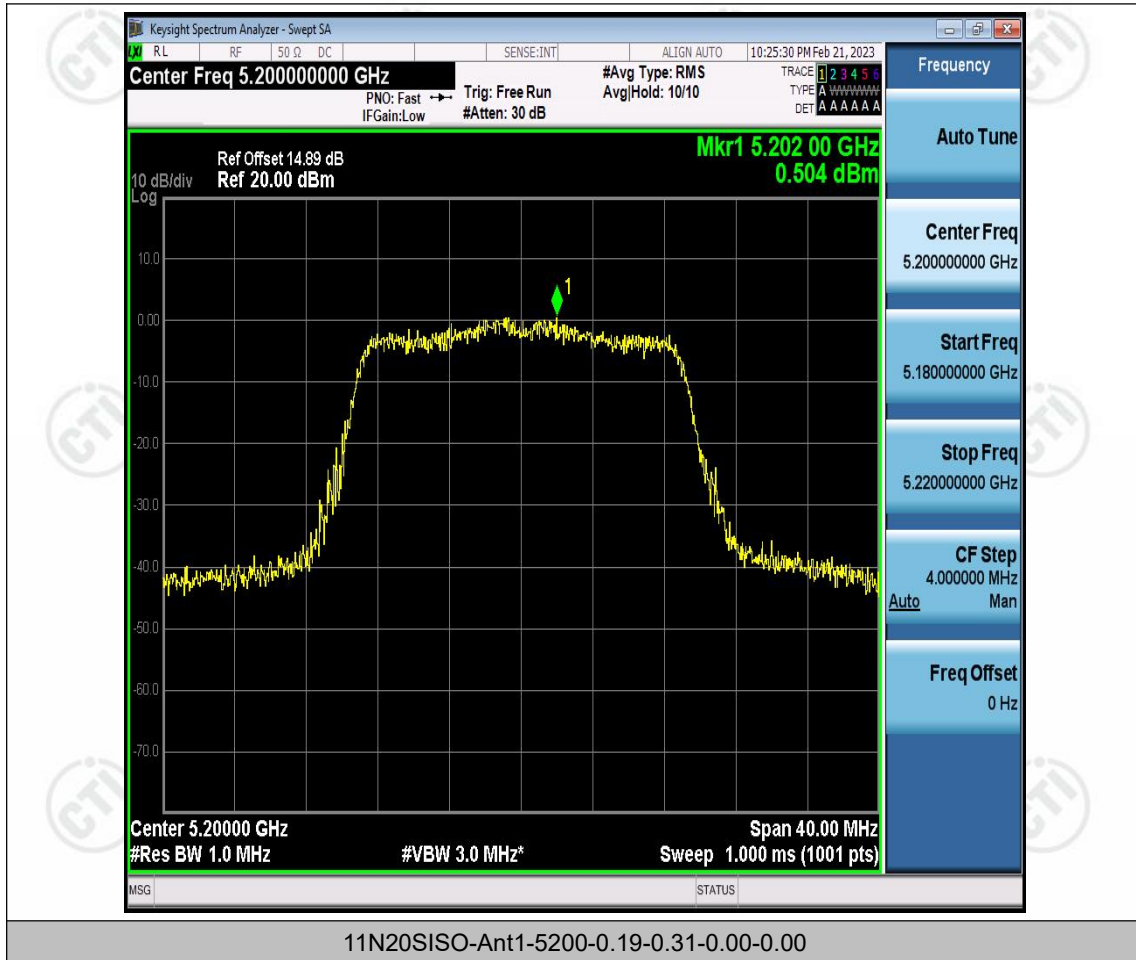 Keysight Spectrum Analyzer - Swept SA
LXI RL RF 50 Ω DC SENSE:INT ALIGN AUTO 10:25:30 PM Feb 21, 2023
Center Freq 5.200000000 GHz
PNO: Fast
IFGain:Low
Trig: Free Run
#Atten: 30 dB
#Avg Type: RMS
Avg|Hold: 10/10
TRACE 1 2 3 4 5 6
TYPE A WWWWW
DET A A A A A A
Frequency
Mkr1 5.202 00 GHz
0.504 dBm
Ref Offset 14.89 dB
10 dB/div Ref 20.00 dBm
Log
10.0
0.00
-10.0
-20.0
-30.0
-40.0
-50.0
-60.0
-70.0
1
Center 5.20000 GHz
Span 40.00 MHz
#Res BW 1.0 MHz
#VBW 3.0 MHz*
Sweep 1.000 ms (1001 pts)
Auto Tune
Center Freq
5.200000000 GHz
Start Freq
5.180000000 GHz
Stop Freq
5.220000000 GHz
CF Step
4.000000 MHz
Auto Man
Freq Offset
0 Hz
MSG STATUS
CTI
CTI
CTI
CTI
CTI
CTI
11N20SISO-Ant1-5200-0.19-0.31-0.00-0.00